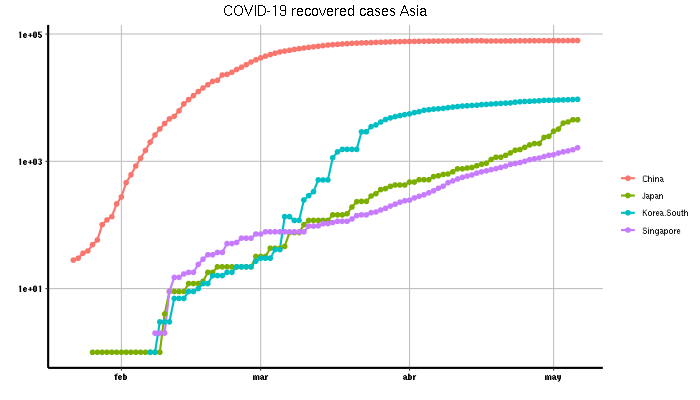 COVID-19 recovered cases Asia
1e+05
1e+03
1e+01
feb
mar
abr
may
China
Japan
Korea.South
Singapore